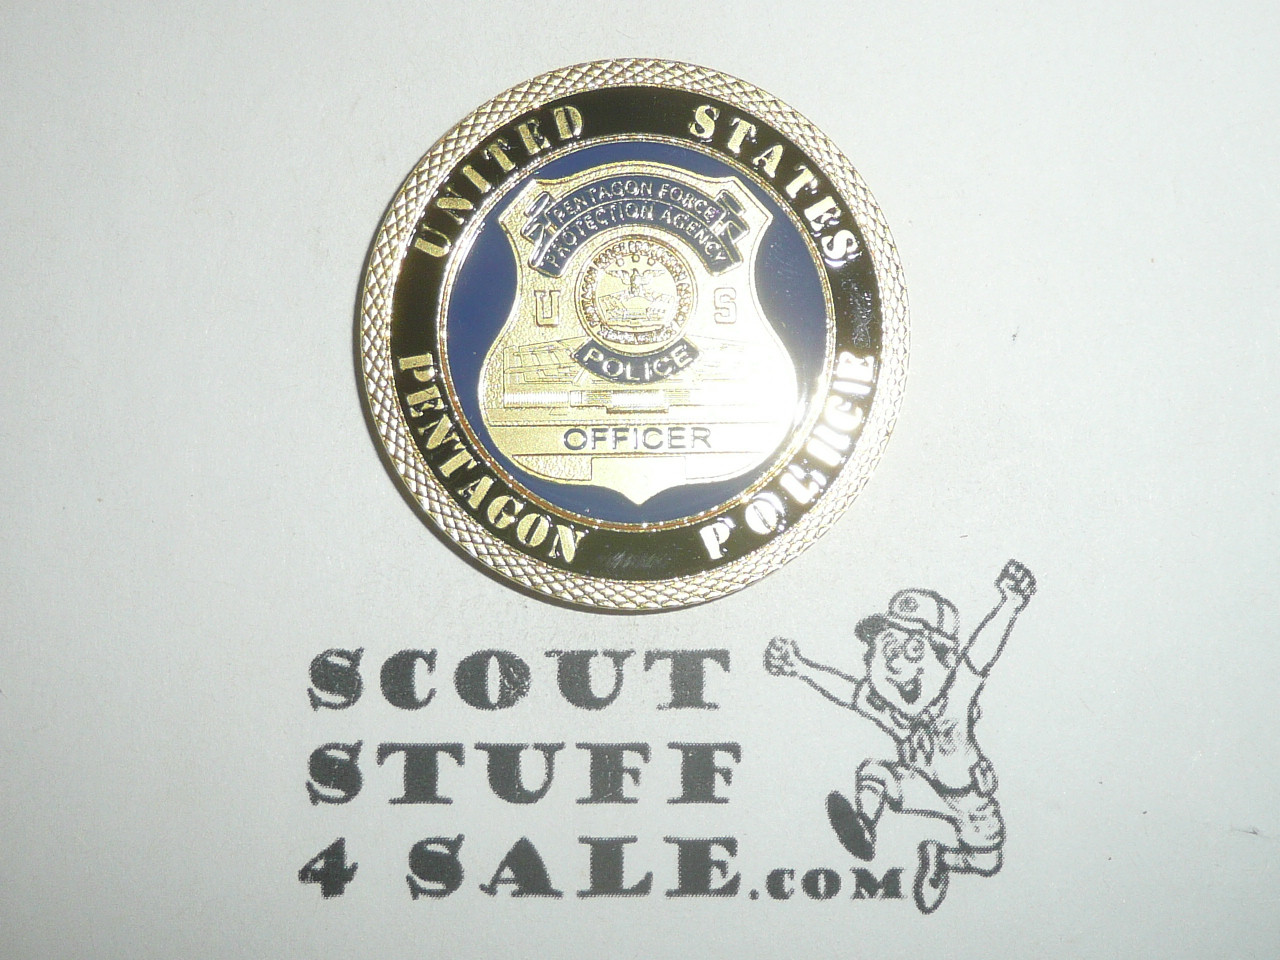 UNITED STATES
PENTAGON FORCE
PROTECTION AGENCY
U S
POLICE
OFFICER
PENTAGON POLICE
SCOUT
STUFF
4 SALE.COM